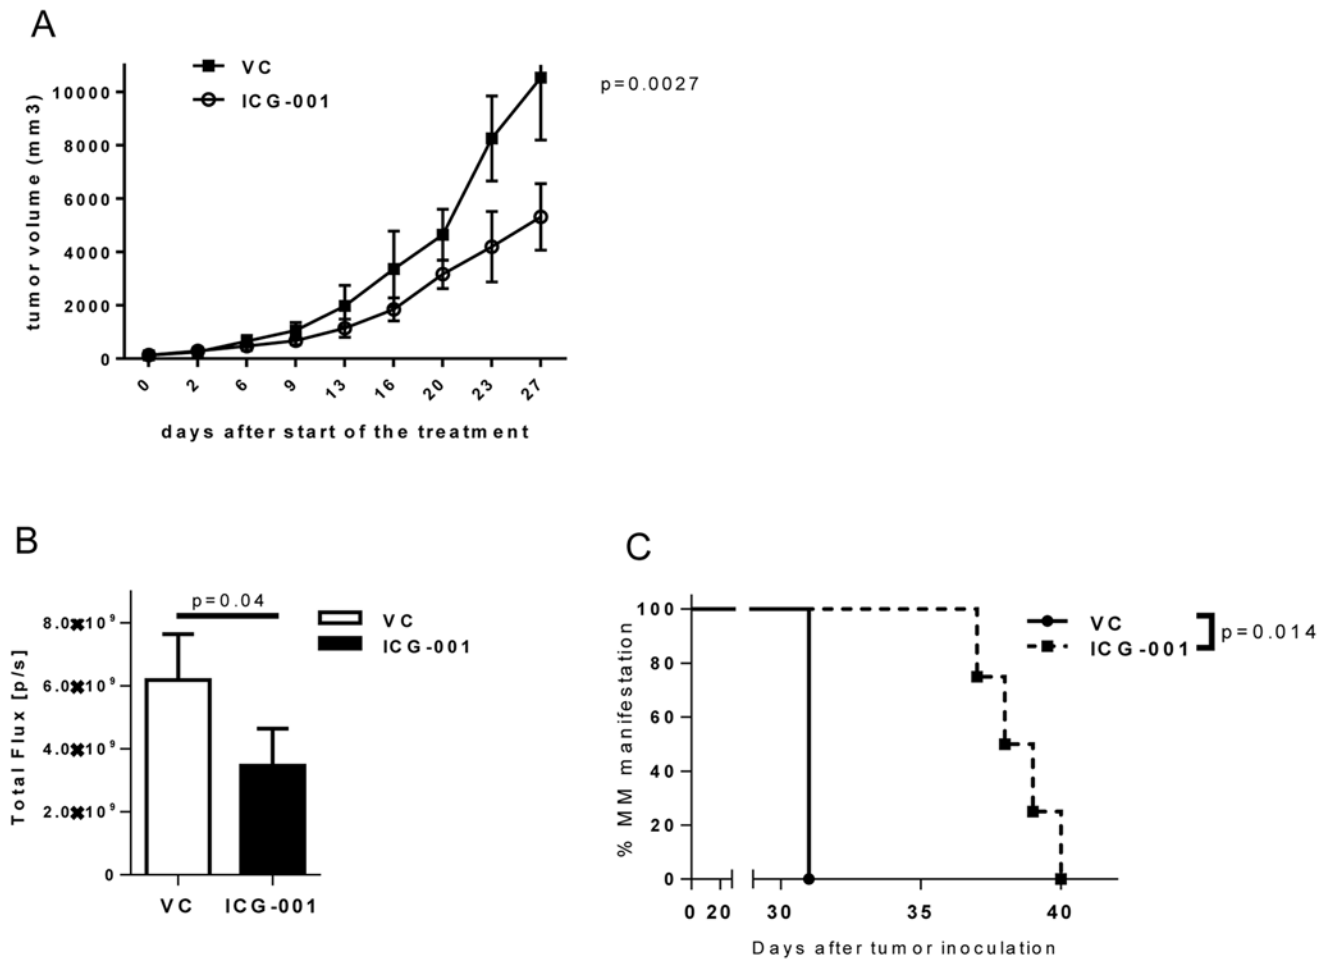 A
VC
ICG-001
p=0.0027
tumor volume (mm3)
10000
8000
6000
4000
2000
0
0 2 6 9 13 16 20 23 27
days after start of the treatment
B
p=0.04
VC
ICG-001
Total Flux [p/s]
8.0×10⁹
6.0×10⁹
4.0×10⁹
2.0×10⁹
0
VC ICG-001
C
VC
ICG-001
p=0.014
% MM manifestation
100
80
60
40
20
0
0 20 30 35 40
Days after tumor inoculation